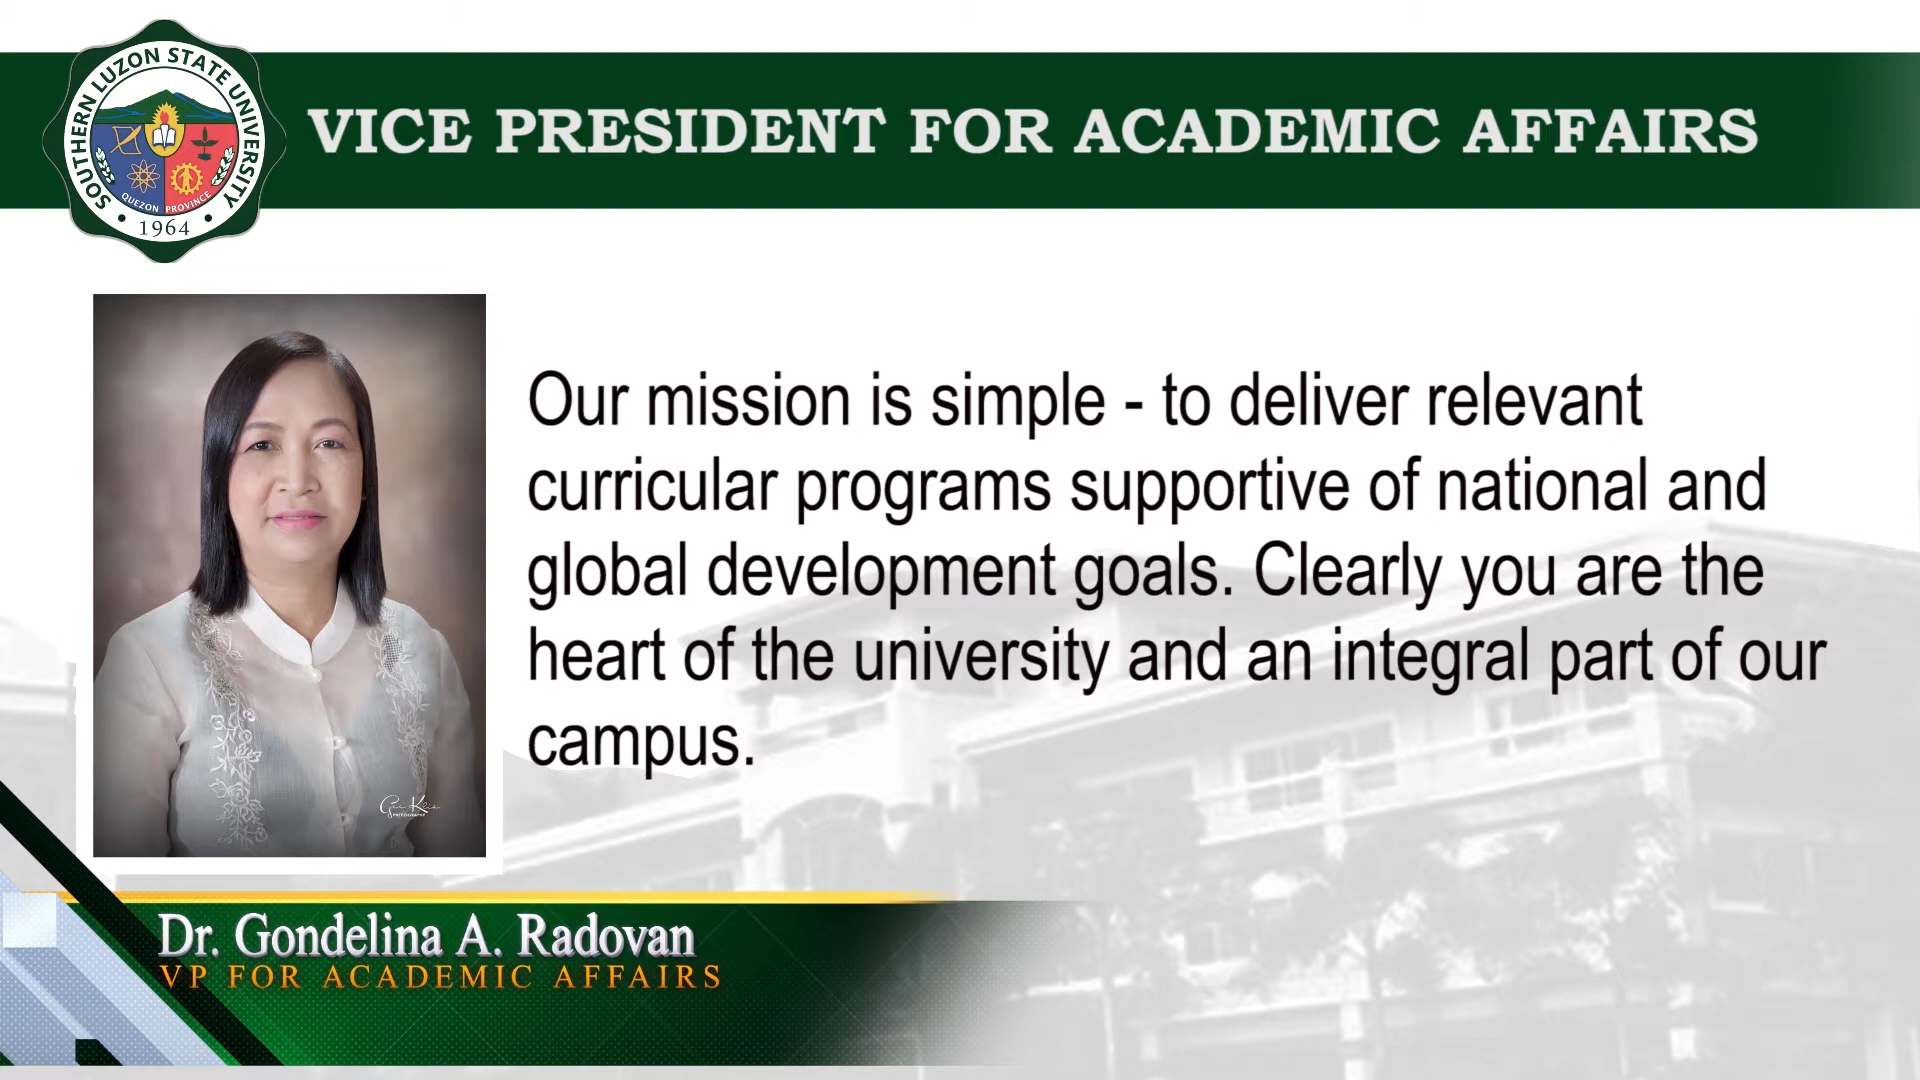 SOUTHERN LUZON STATE UNIVERSITY
QUEZON PROVINCE
• 1964 •
VICE PRESIDENT FOR ACADEMIC AFFAIRS
Our mission is simple - to deliver relevant
curricular programs supportive of national and
global development goals. Clearly you are the
heart of the university and an integral part of our
campus.
PHOTOGRAPHY
Dr. Gondelina A. Radovan
VP FOR ACADEMIC AFFAIRS